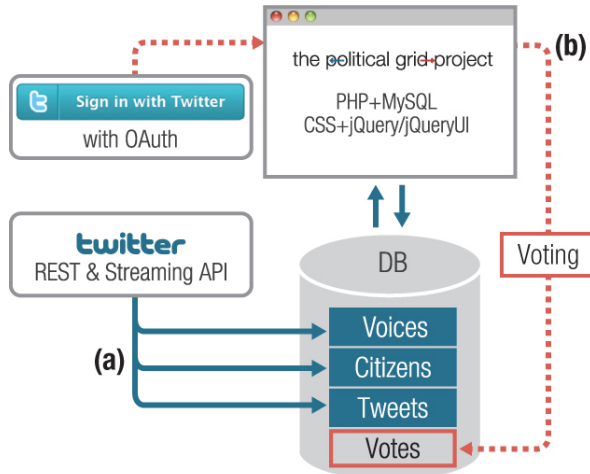 (b)
the political grid project
Sign in with Twitter
with OAuth
PHP+MySQL
CSS+jQuery/jQueryUI
twitter
REST & Streaming API
DB
Voting
Voices
(a)
Citizens
Tweets
Votes